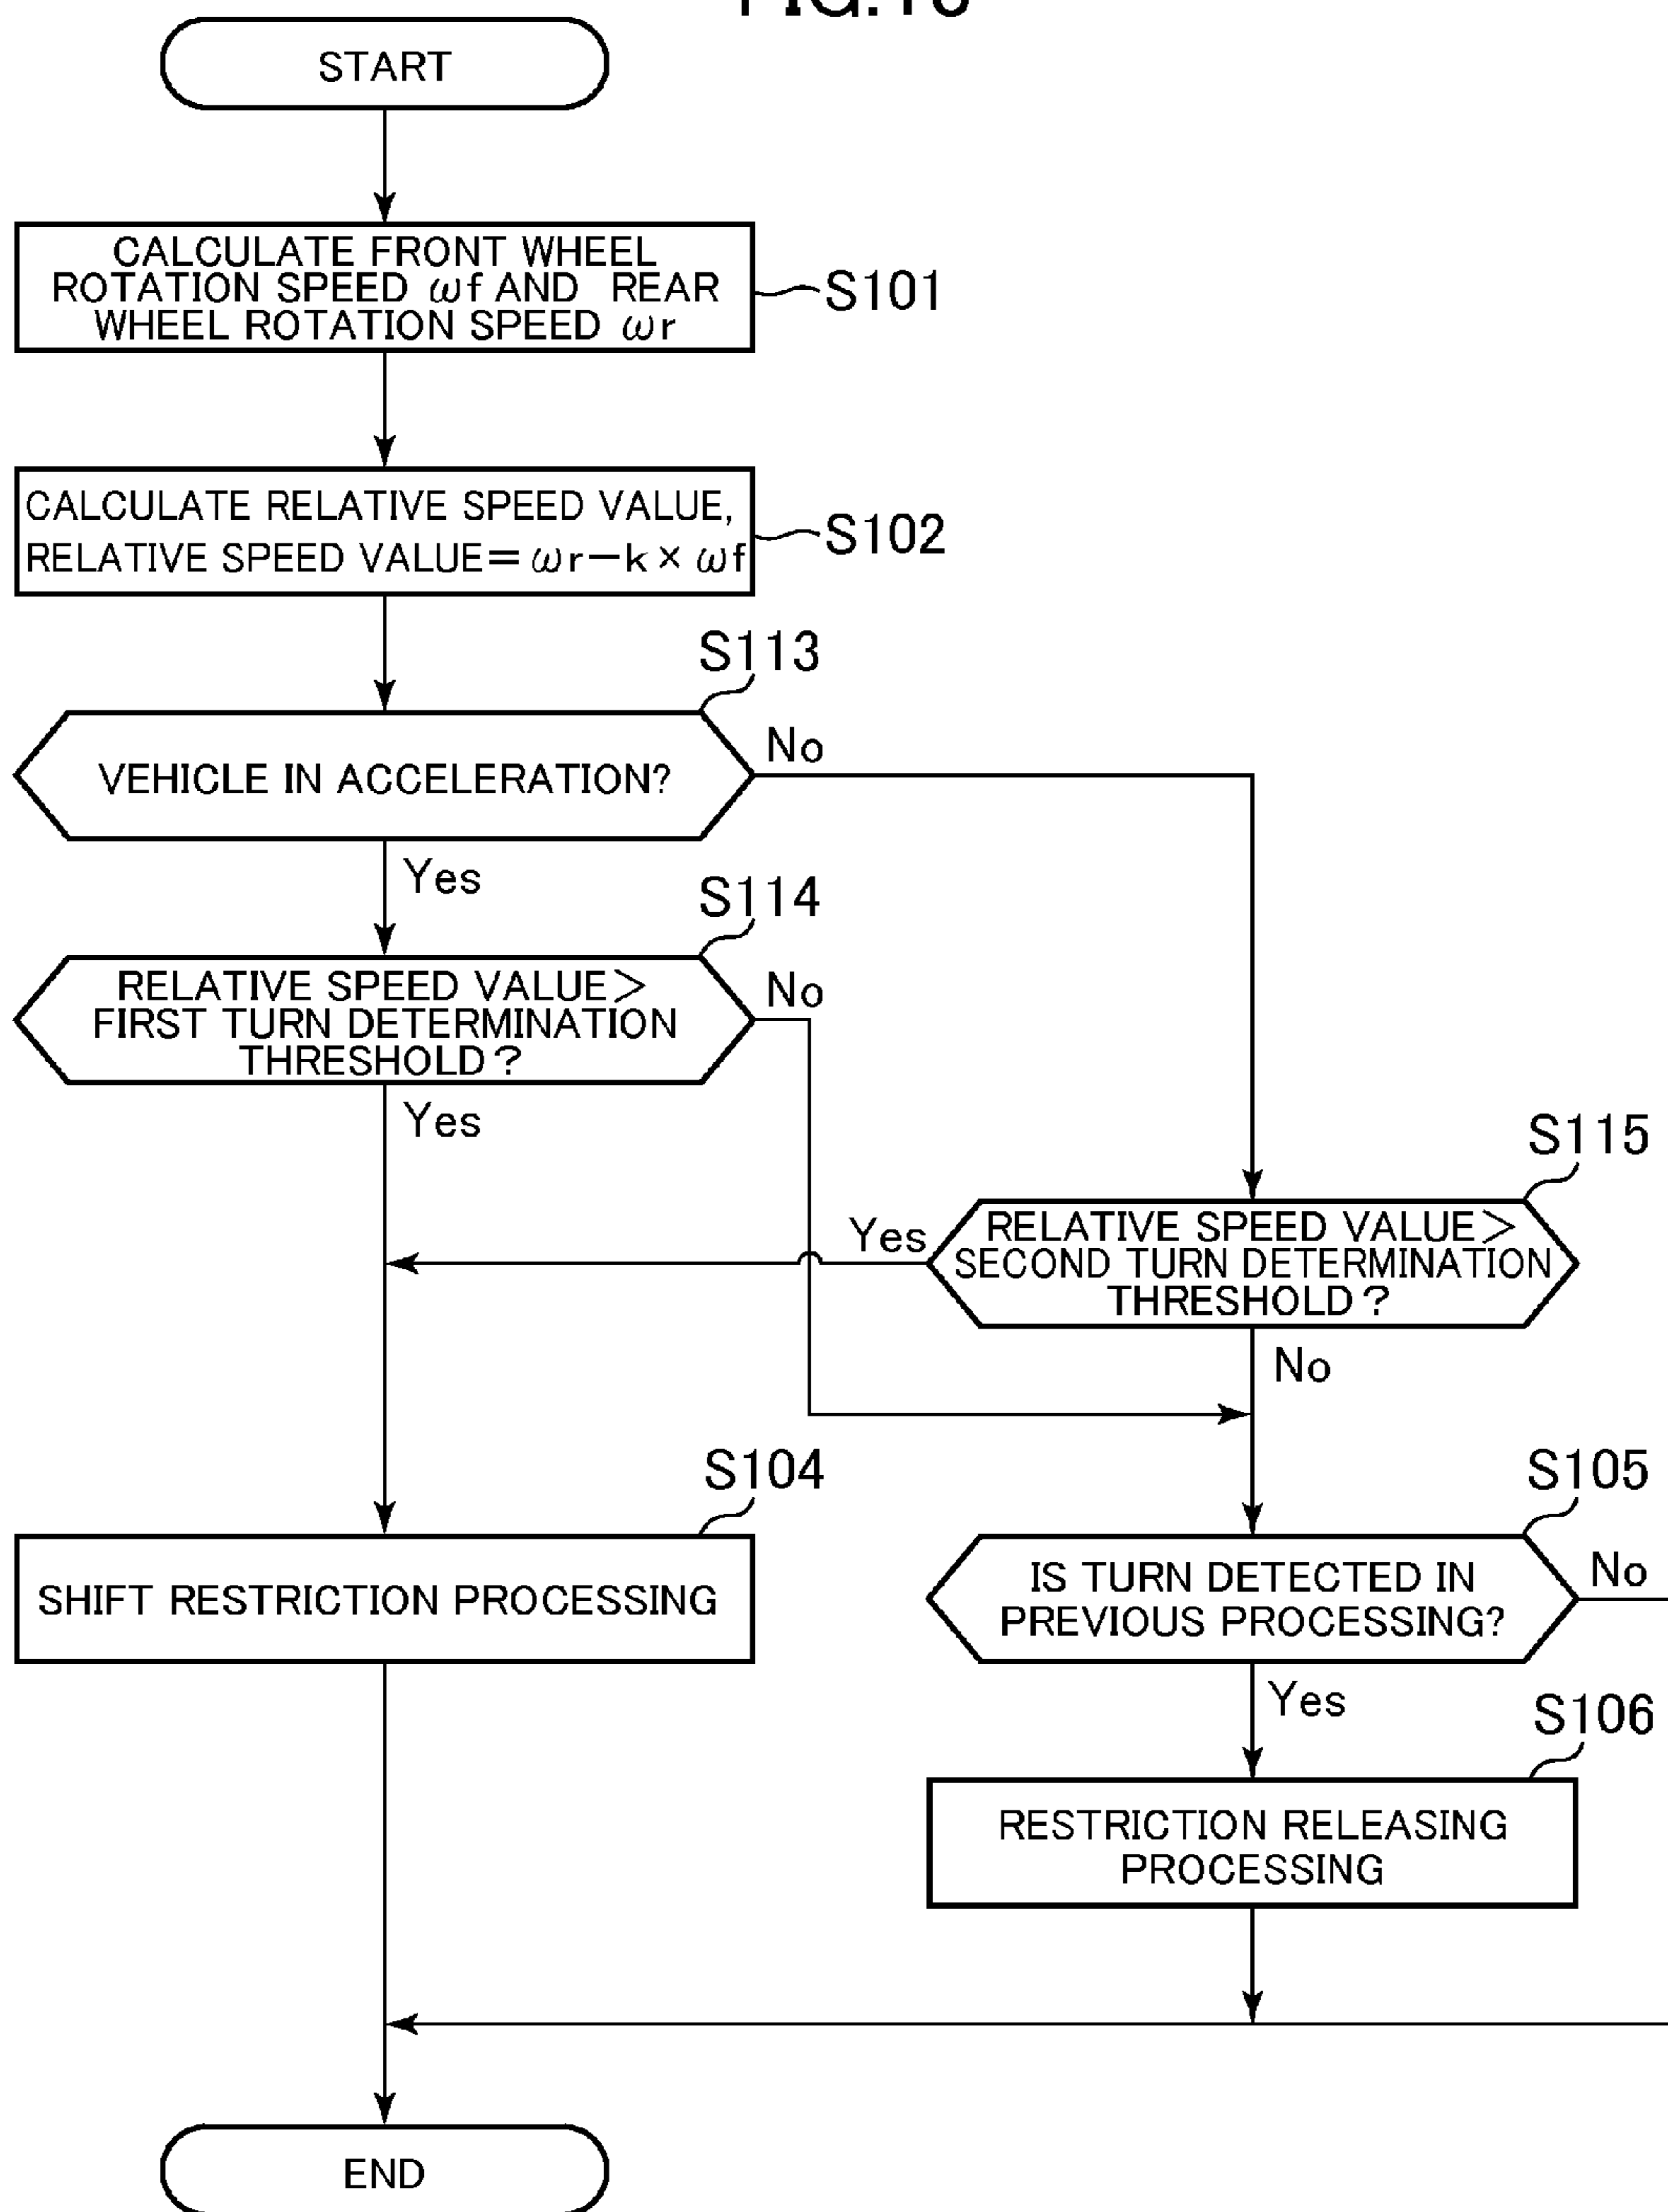 START
CALCULATE FRONT WHEEL
ROTATION SPEED ωf AND REAR
WHEEL ROTATION SPEED ωr
S101
CALCULATE RELATIVE SPEED VALUE,
RELATIVE SPEED VALUE=ωr−k×ωf
S102
S113
VEHICLE IN ACCELERATION?
No
Yes
S114
RELATIVE SPEED VALUE>
FIRST TURN DETERMINATION
THRESHOLD?
No
Yes
S115
RELATIVE SPEED VALUE>
SECOND TURN DETERMINATION
THRESHOLD?
Yes
No
S104
SHIFT RESTRICTION PROCESSING
S105
IS TURN DETECTED IN
PREVIOUS PROCESSING?
No
Yes
S106
RESTRICTION RELEASING
PROCESSING
END